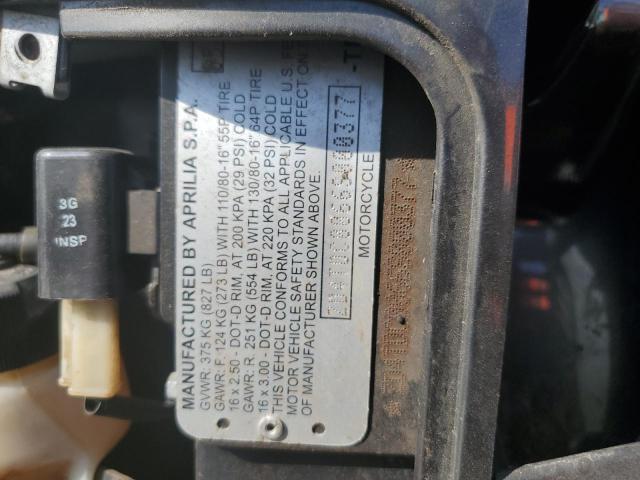 3G
23
INSP
MANUFACTURED BY APRILIA S.P.A.
GVWR: 375 KG (827 LB)
GAWR: F. 124 KG (273 LB) WITH 110/80-16" 55P TIRE
16 x 2.50 - DOT-D RIM, AT 200 KPA (29 PSI) COLD
GAWR: R. 251 KG (554 LB) WITH 130/80-16" 64P TIRE
16 x 3.00 - DOT-D RIM, AT 220 KPA (32 PSI) COLD
THIS VEHICLE CONFORMS TO ALL APPLICABLE U.S. FE
MOTOR VEHICLE SAFETY STANDARDS IN EFFECT ON
OF MANUFACTURER SHOWN ABOVE.
MOTORCYCLE